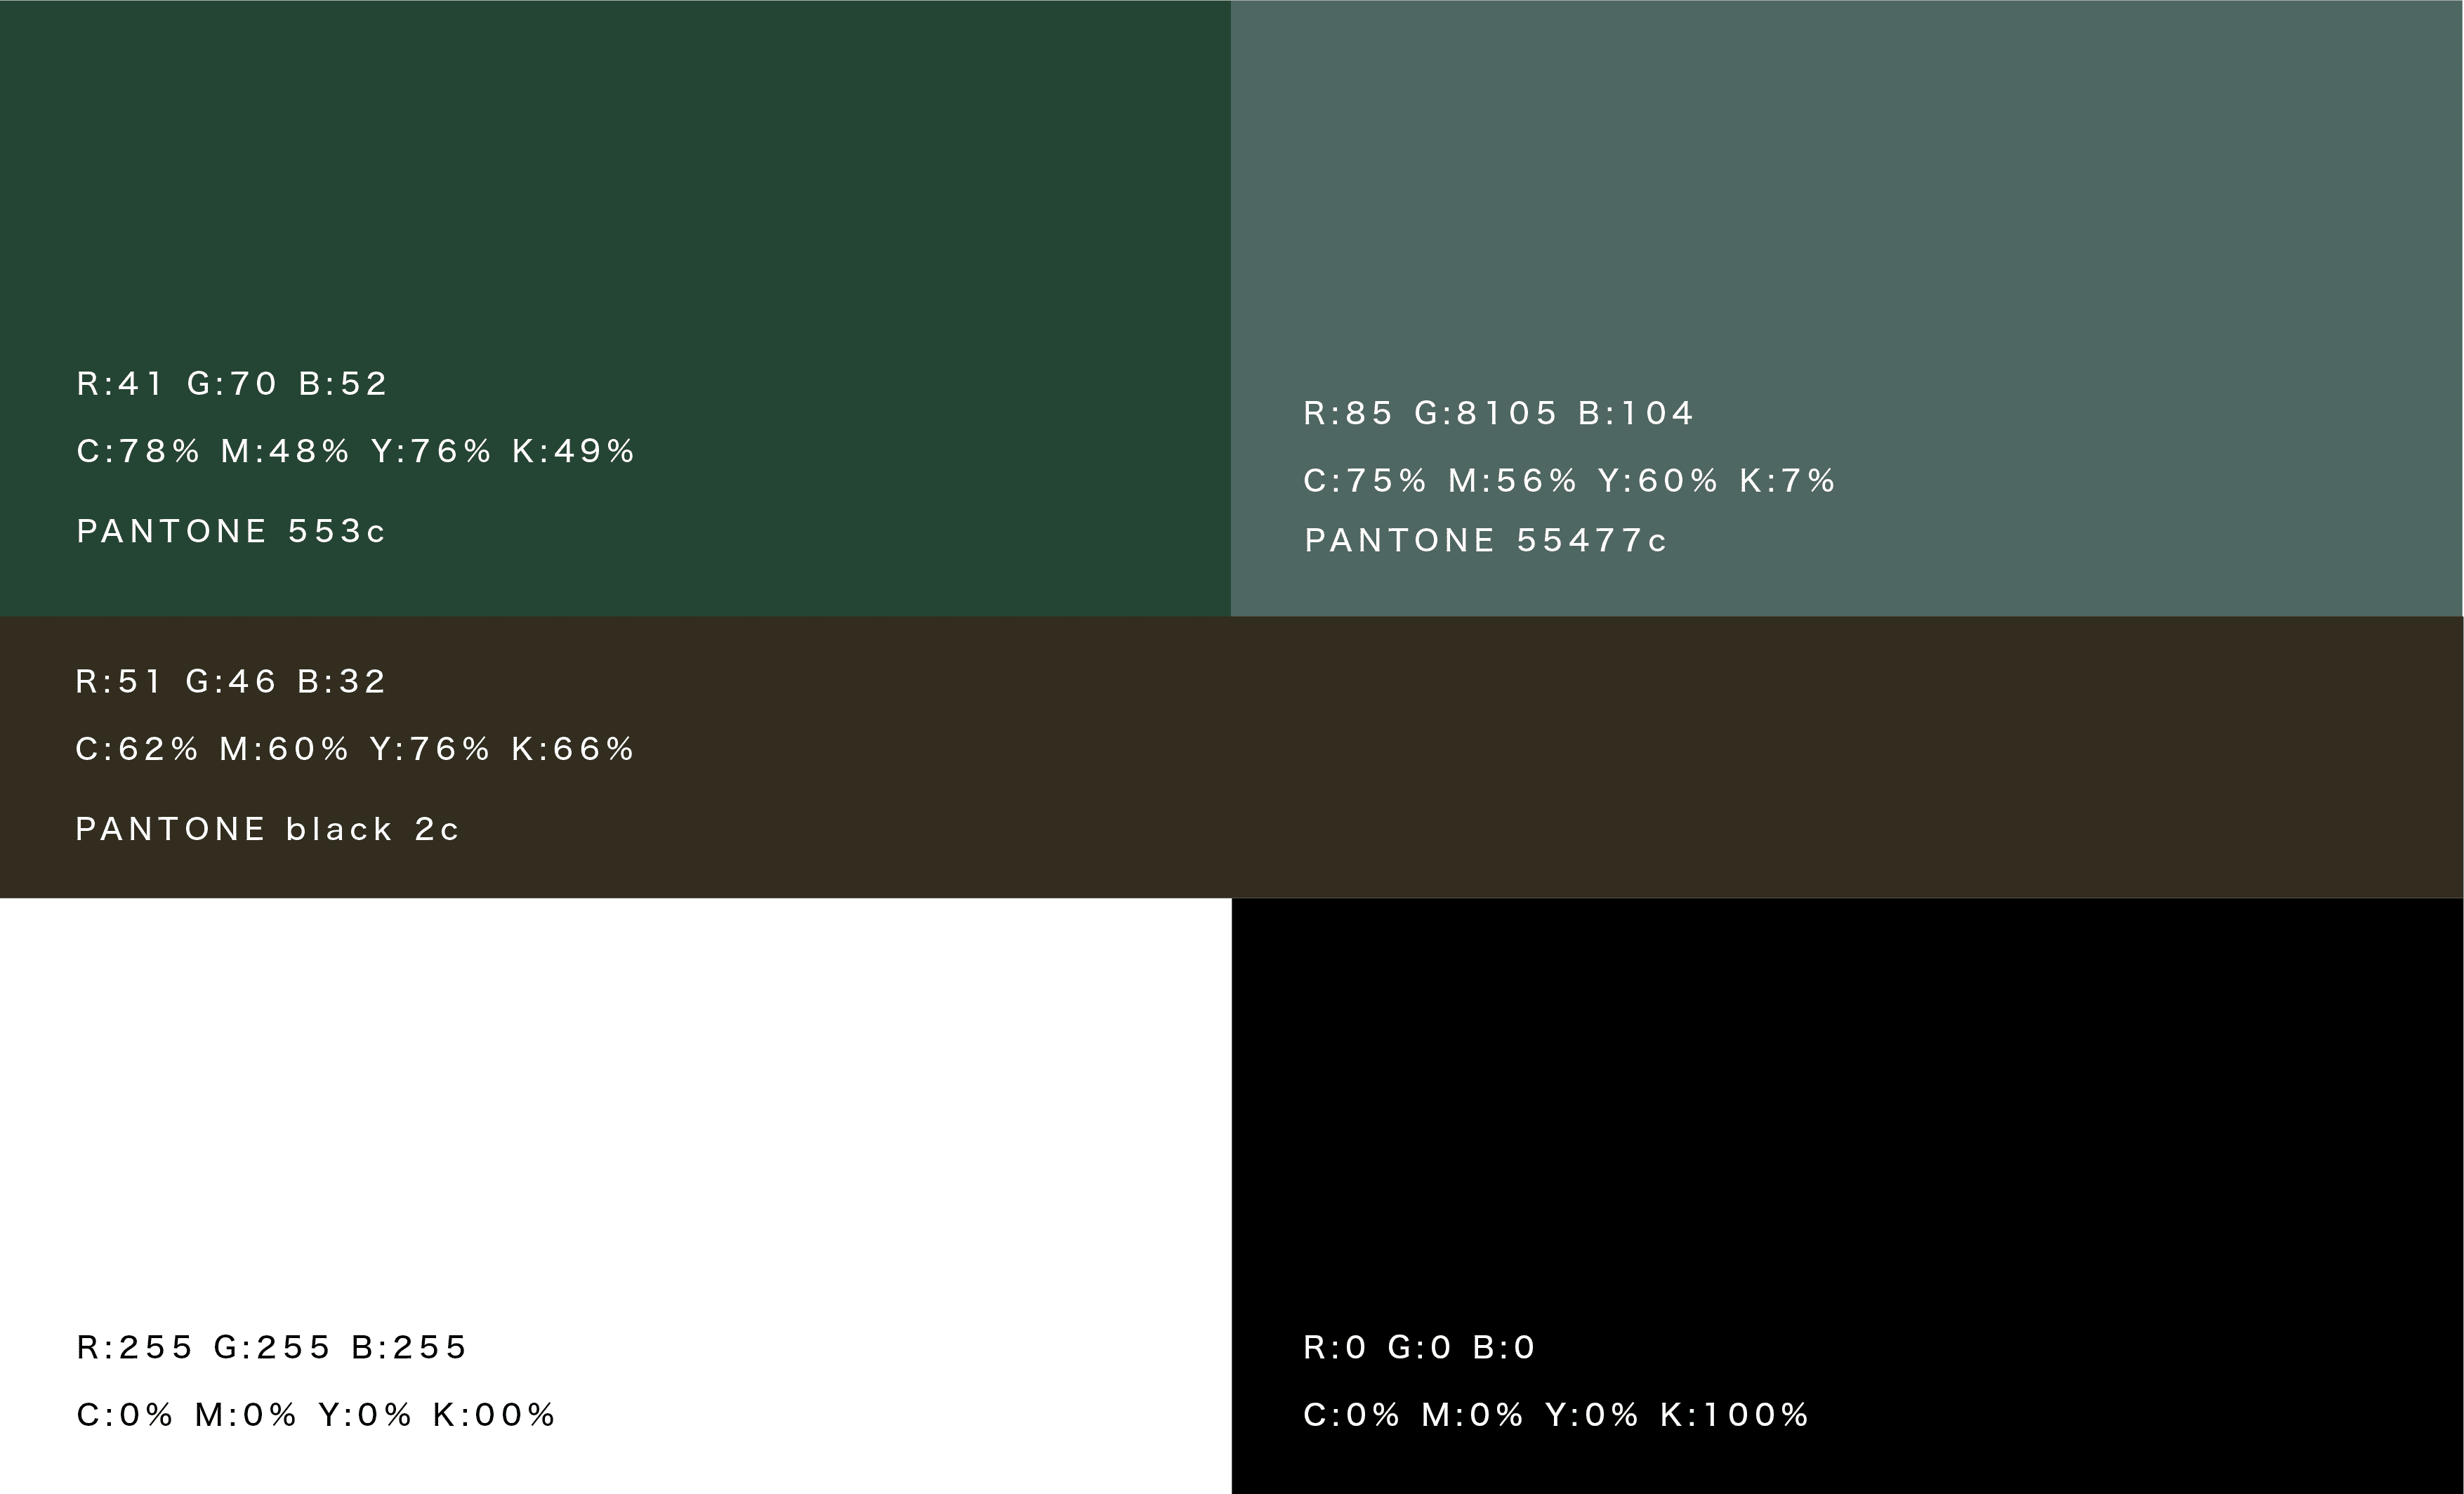 R:41 G:70 B:52
C:78% M:48% Y:76% K:49%
PANTONE 553c
R:85 G:8105 B:104
C:75% M:56% Y:60% K:7%
PANTONE 55477c
R:51 G:46 B:32
C:62% M:60% Y:76% K:66%
PANTONE black 2c
R:255 G:255 B:255
C:0% M:0% Y:0% K:00%
R:0 G:0 B:0
C:0% M:0% Y:0% K:100%